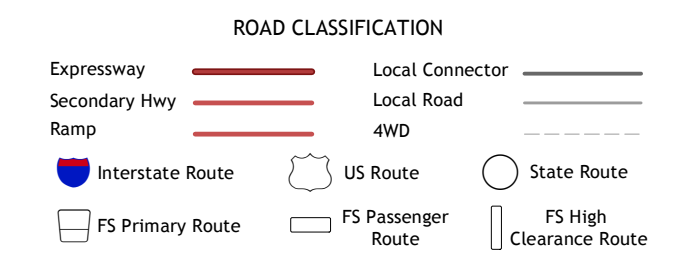 ROAD CLASSIFICATION
Expressway
Local Connector
Secondary Hwy
Local Road
Ramp
4WD
Interstate Route
US Route
State Route
FS Primary Route
FS Passenger
Route
FS High
Clearance Route